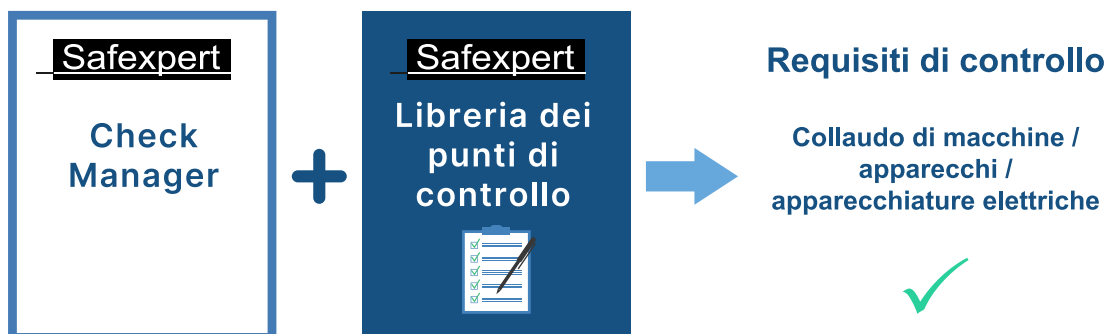 Safexpert
Check
Manager
Safexpert
Libreria dei
punti di
controllo
Requisiti di controllo
Collaudo di macchine /
apparecchi /
apparecchiature elettriche